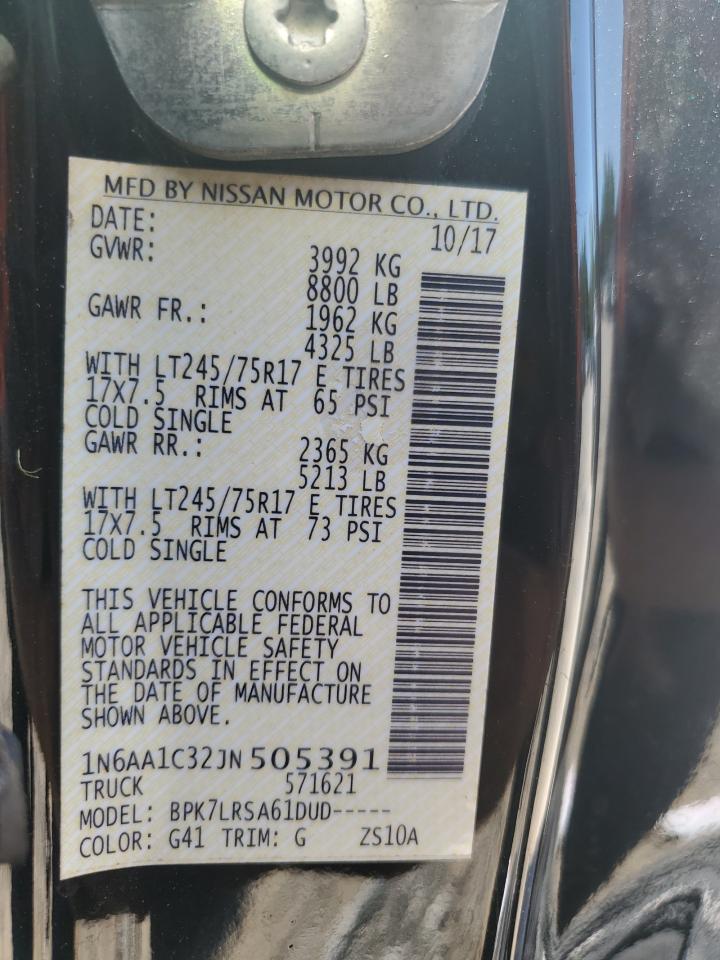 MFD BY NISSAN MOTOR CO., LTD.
DATE: 10/17
GVWR: 3992 KG
8800 LB
GAWR FR.: 1962 KG
4325 LB
WITH LT245/75R17 E TIRES
17X7.5 RIMS AT 65 PSI
COLD SINGLE
GAWR RR.: 2365 KG
5213 LB
WITH LT245/75R17 E TIRES
17X7.5 RIMS AT 73 PSI
COLD SINGLE
THIS VEHICLE CONFORMS TO
ALL APPLICABLE FEDERAL
MOTOR VEHICLE SAFETY
STANDARDS IN EFFECT ON
THE DATE OF MANUFACTURE
SHOWN ABOVE.
1N6AA1C32JN505391
TRUCK 571621
MODEL: BPK7LRSA61DUD-----
COLOR: G41 TRIM: G ZS10A